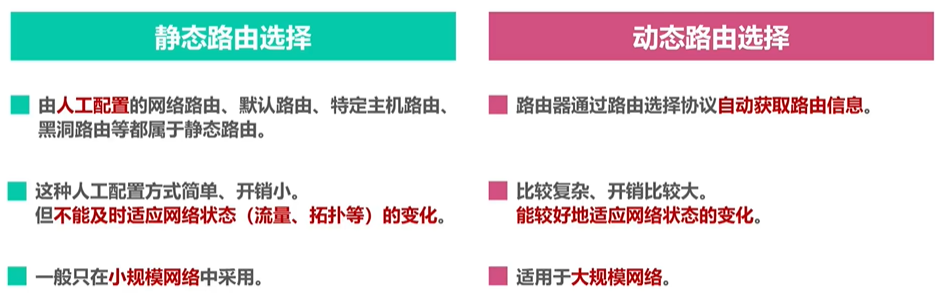 静态路由选择
由人工配置的网络路由、默认路由、特定主机路由、
黑洞路由等都属于静态路由。
这种人工配置方式简单、开销小。
但不能及时适应网络状态（流量、拓扑等）的变化。
一般只在小规模网络中采用。
动态路由选择
路由器通过路由选择协议自动获取路由信息。
比较复杂、开销比较大。
能较好地适应网络状态的变化。
适用于大规模网络。